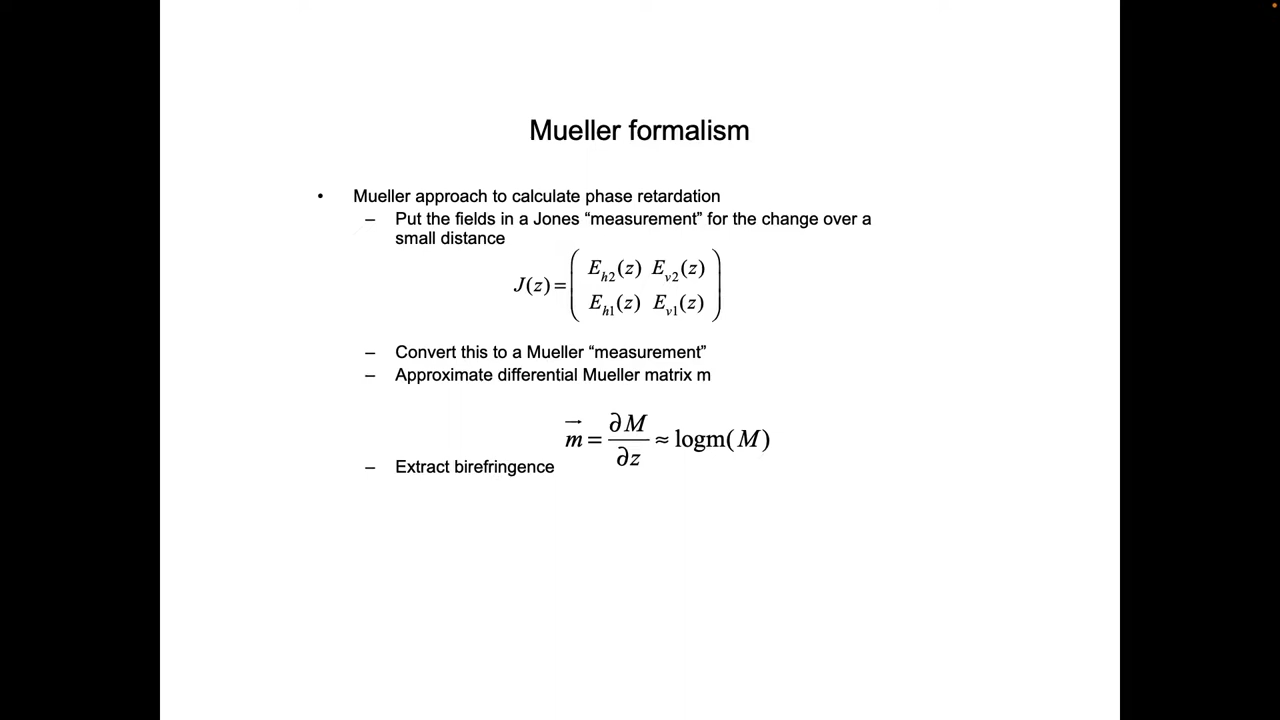 Mueller formalism
• Mueller approach to calculate phase retardation
– Put the fields in a Jones “measurement” for the change over a
small distance
J(z) = ( E_h2(z) E_v2(z)
E_h1(z) E_v1(z) )
– Convert this to a Mueller “measurement”
– Approximate differential Mueller matrix m
m⃗ = ∂M/∂z ≈ logm(M)
– Extract birefringence